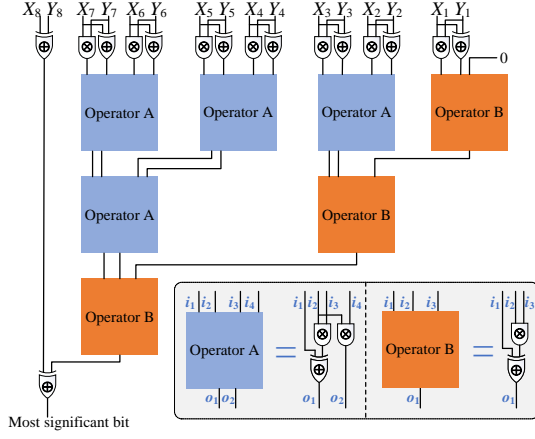 X₈ Y₈ X₇ Y₇ X₆ Y₆ X₅ Y₅ X₄ Y₄ X₃ Y₃ X₂ Y₂ X₁ Y₁
0
Operator A Operator A Operator A Operator B
Operator A Operator B
Operator B
i₁ i₂ i₃ i₄ i₁ i₂ i₃ i₄ i₁ i₂ i₃ i₁ i₂ i₃
Operator A = Operator B =
o₁ o₂ o₁ o₂ o₁ o₁
Most significant bit